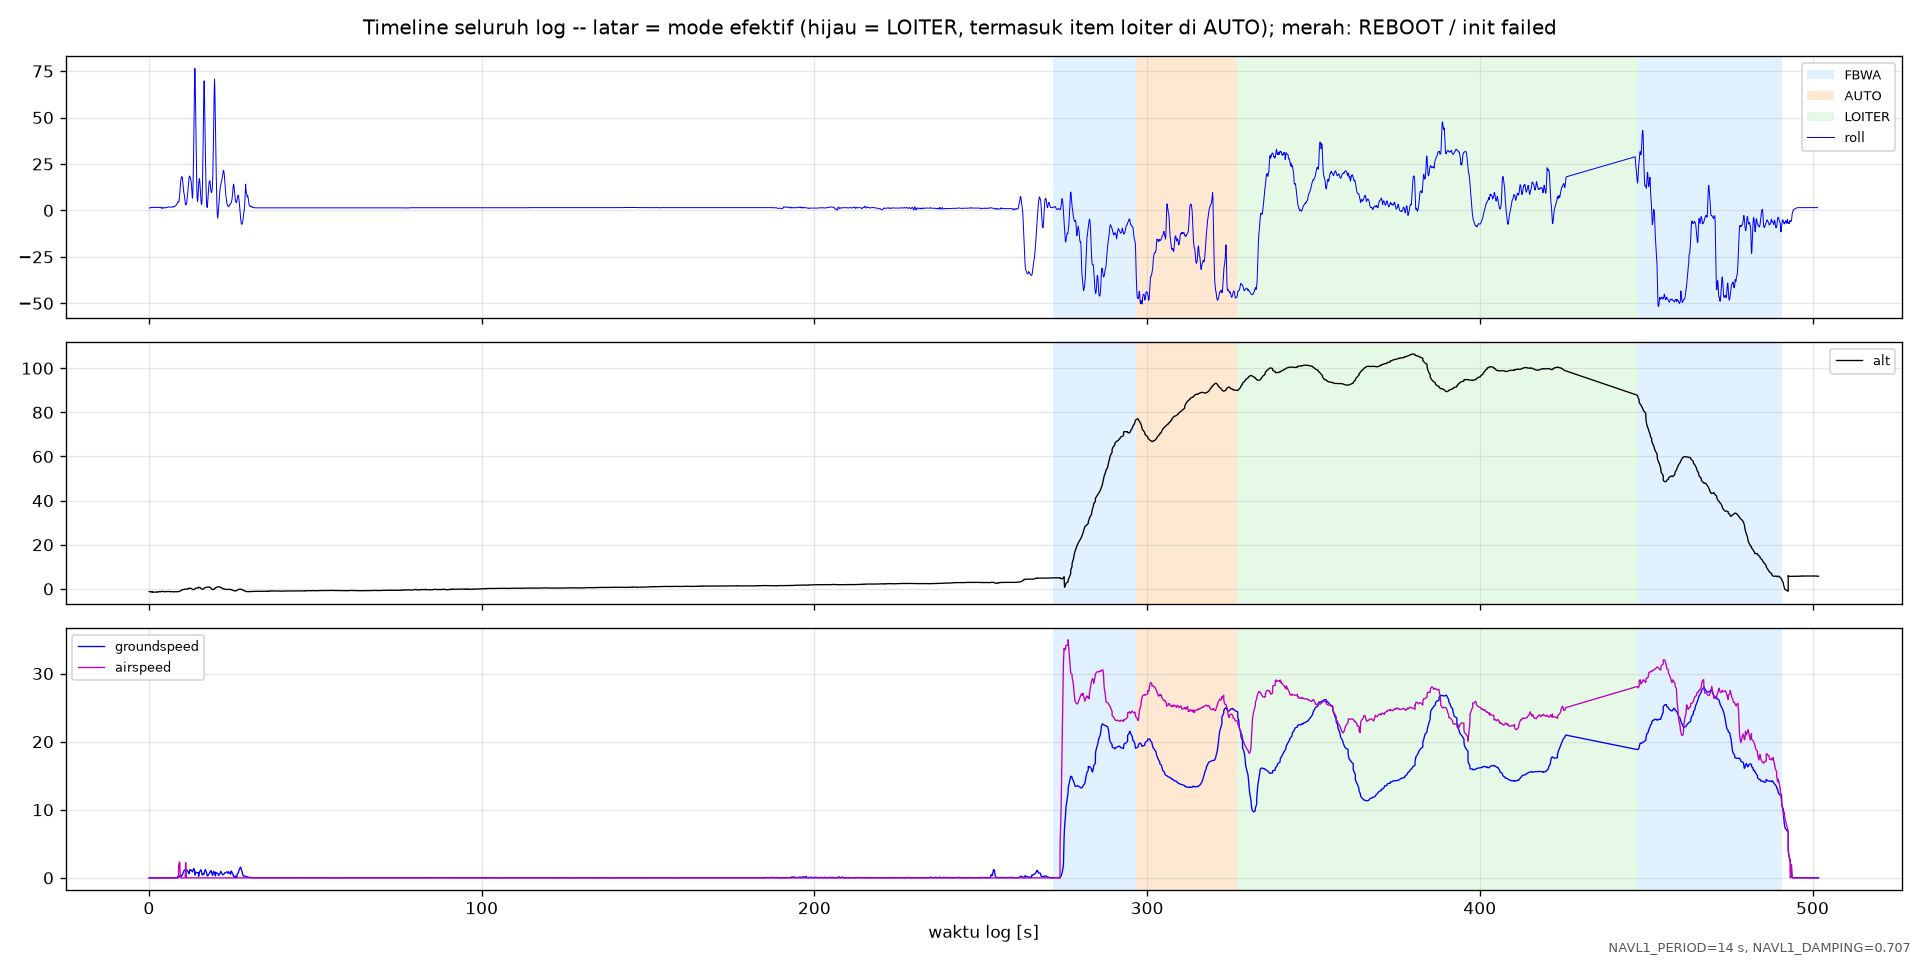 Timeline seluruh log -- latar = mode efektif (hijau = LOITER, termasuk item loiter di AUTO); merah: REBOOT / init failed
75
50
25
0
−25
−50
FBWA
AUTO
LOITER
roll
100
80
60
40
20
0
alt
30
20
10
0
groundspeed
airspeed
0
100
200
300
400
500
waktu log [s]
NAVL1_PERIOD=14 s, NAVL1_DAMPING=0.707